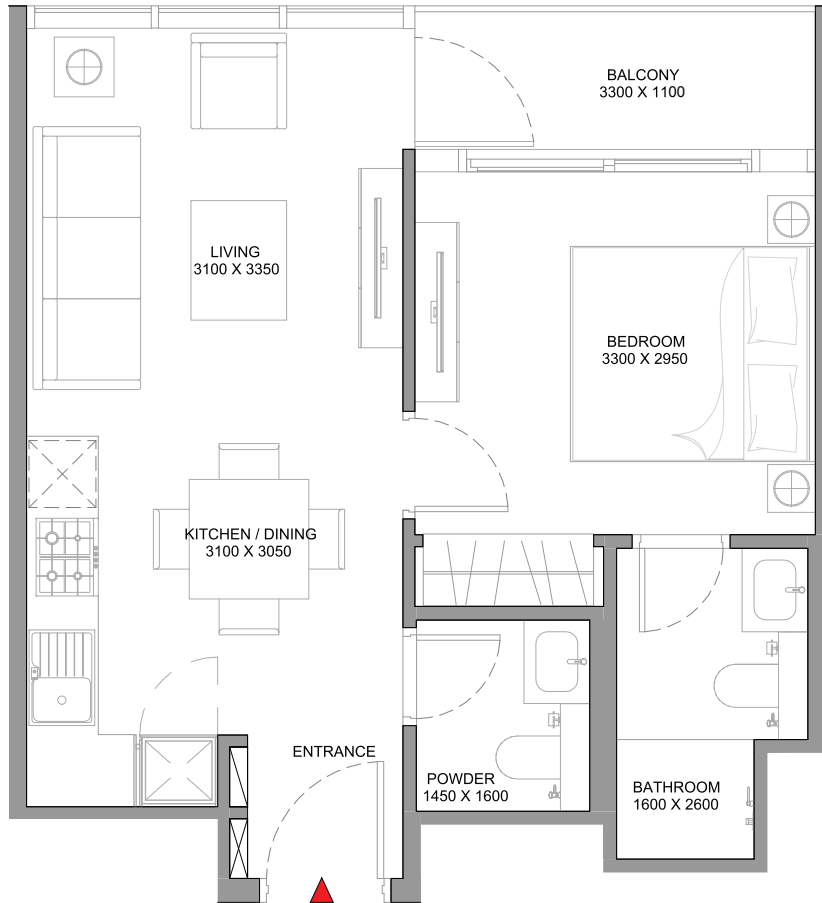 BALCONY
3300 X 1100
LIVING
3100 X 3350
BEDROOM
3300 X 2950
KITCHEN / DINING
3100 X 3050
ENTRANCE
POWDER
1450 X 1600
BATHROOM
1600 X 2600